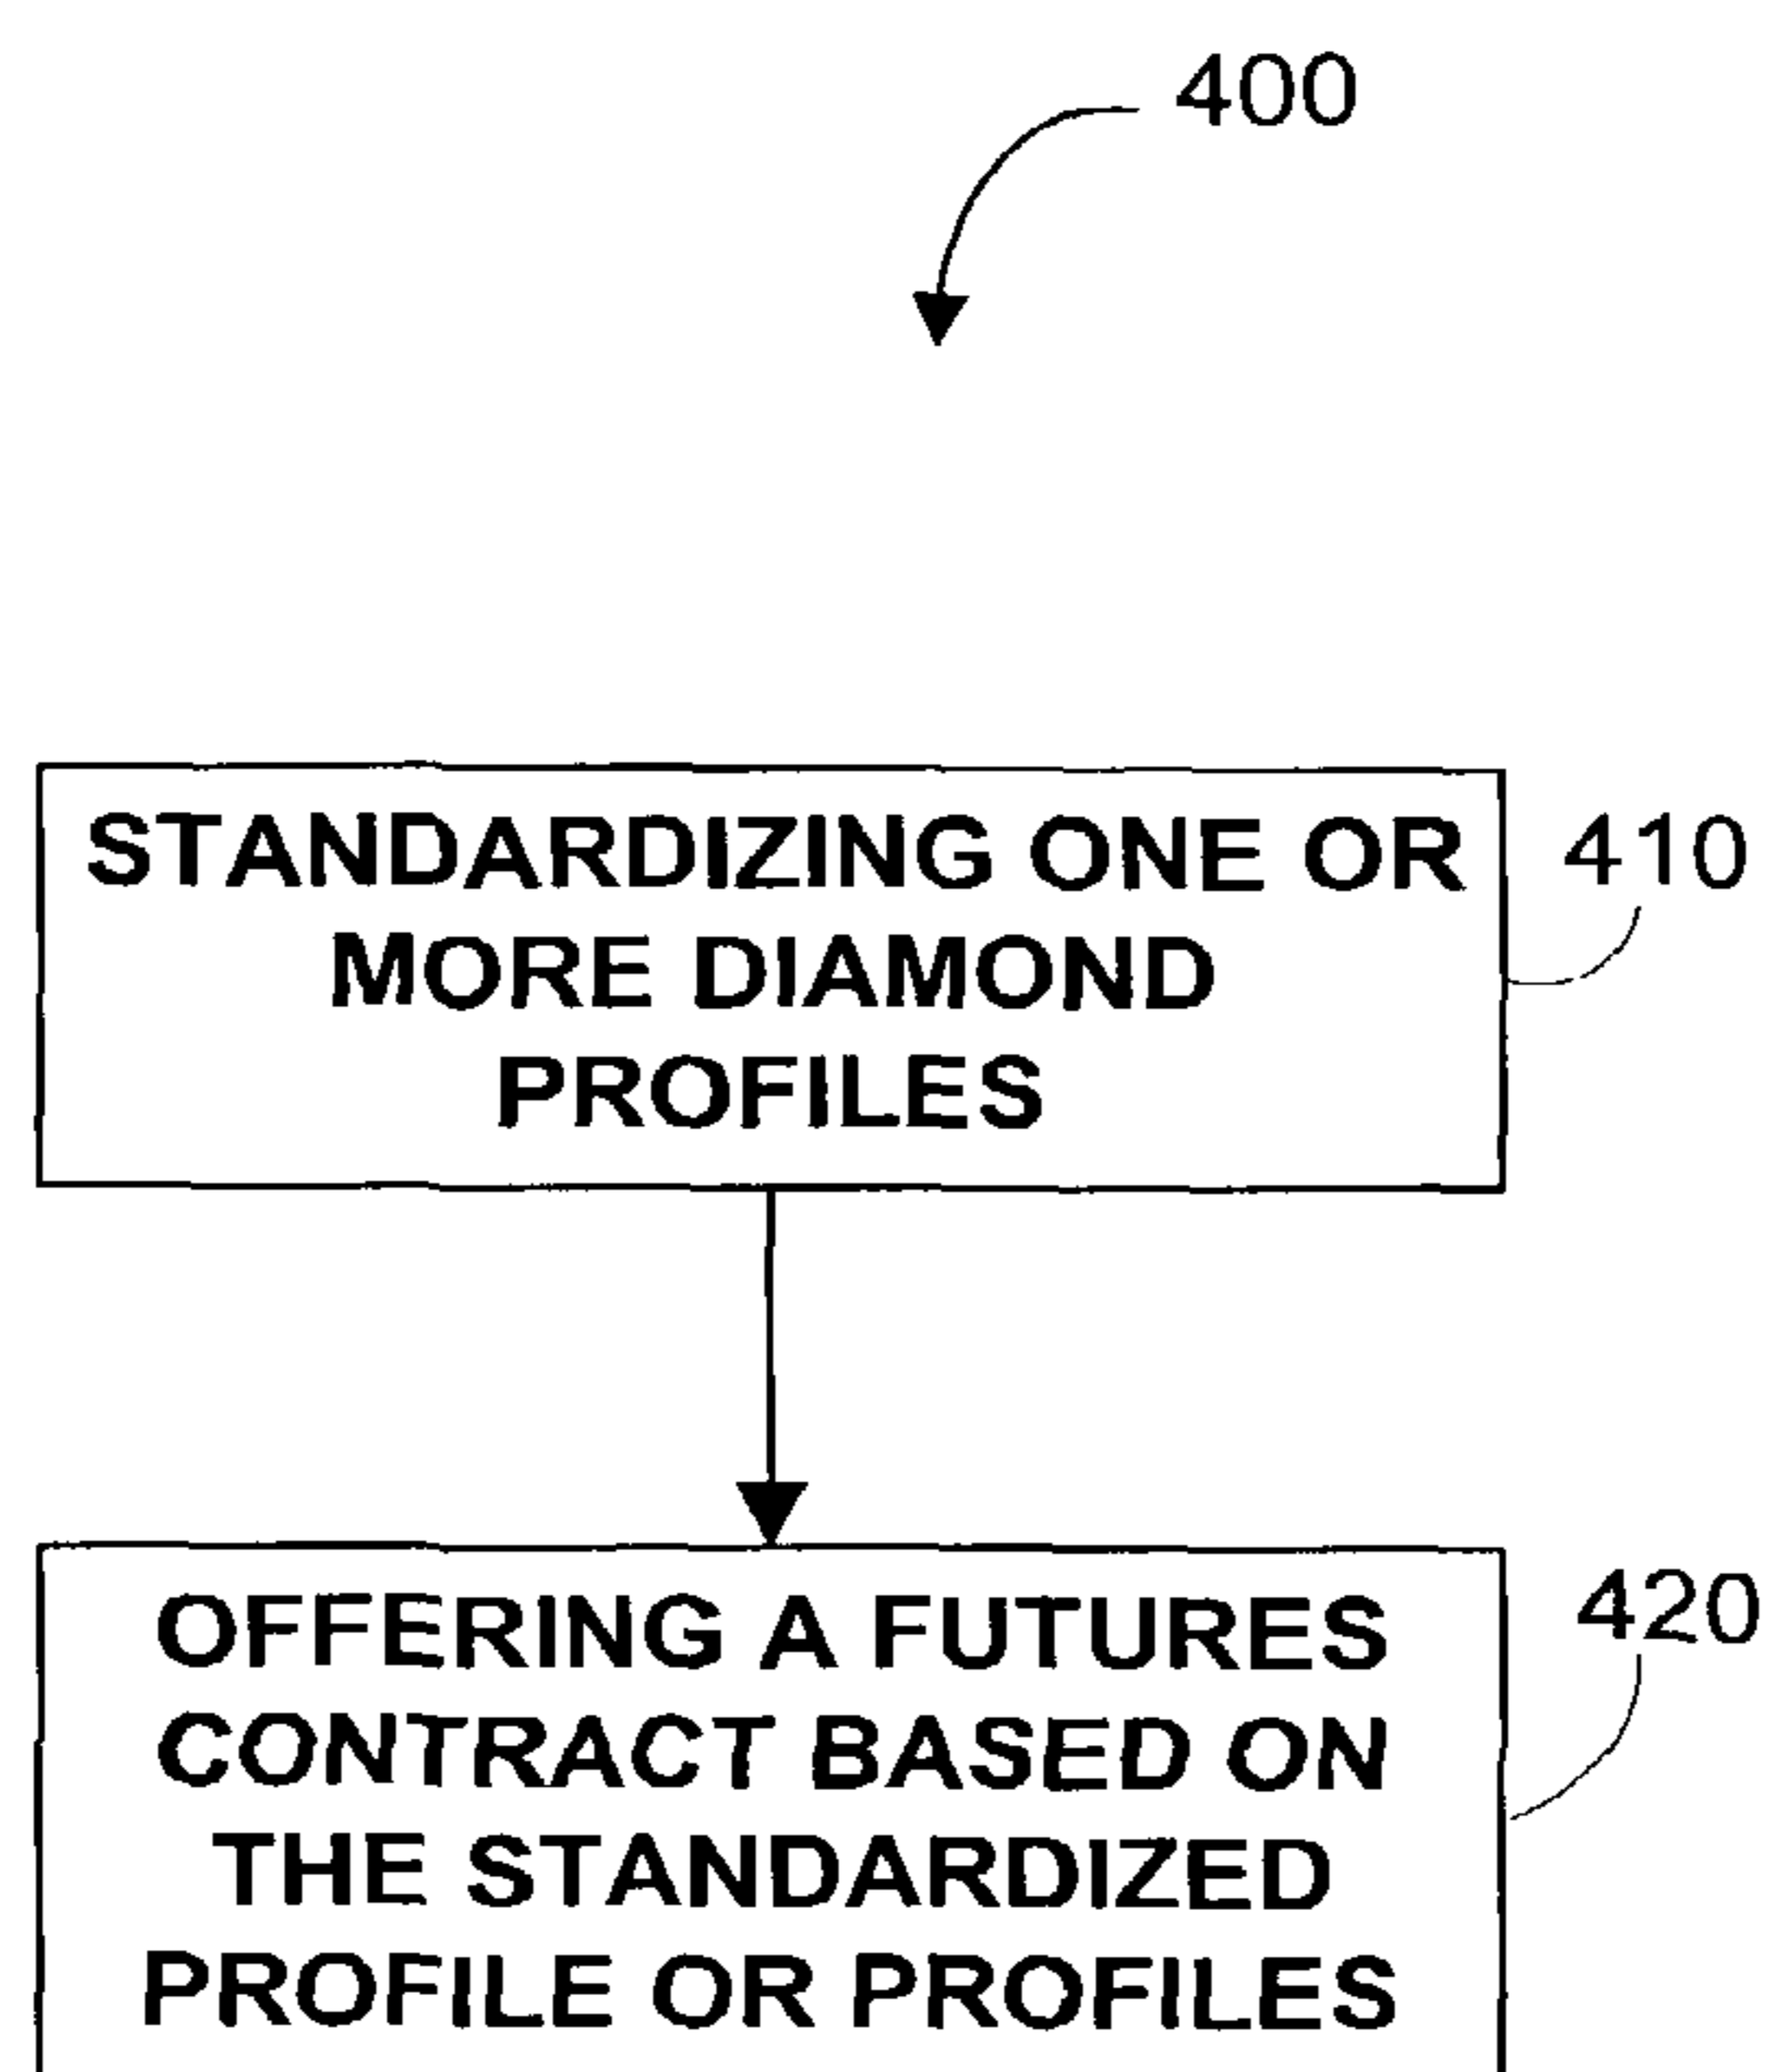 400
STANDARDIZING ONE OR
MORE DIAMOND
PROFILES
410
OFFERING A FUTURES
CONTRACT BASED ON
THE STANDARDIZED
PROFILE OR PROFILES
420